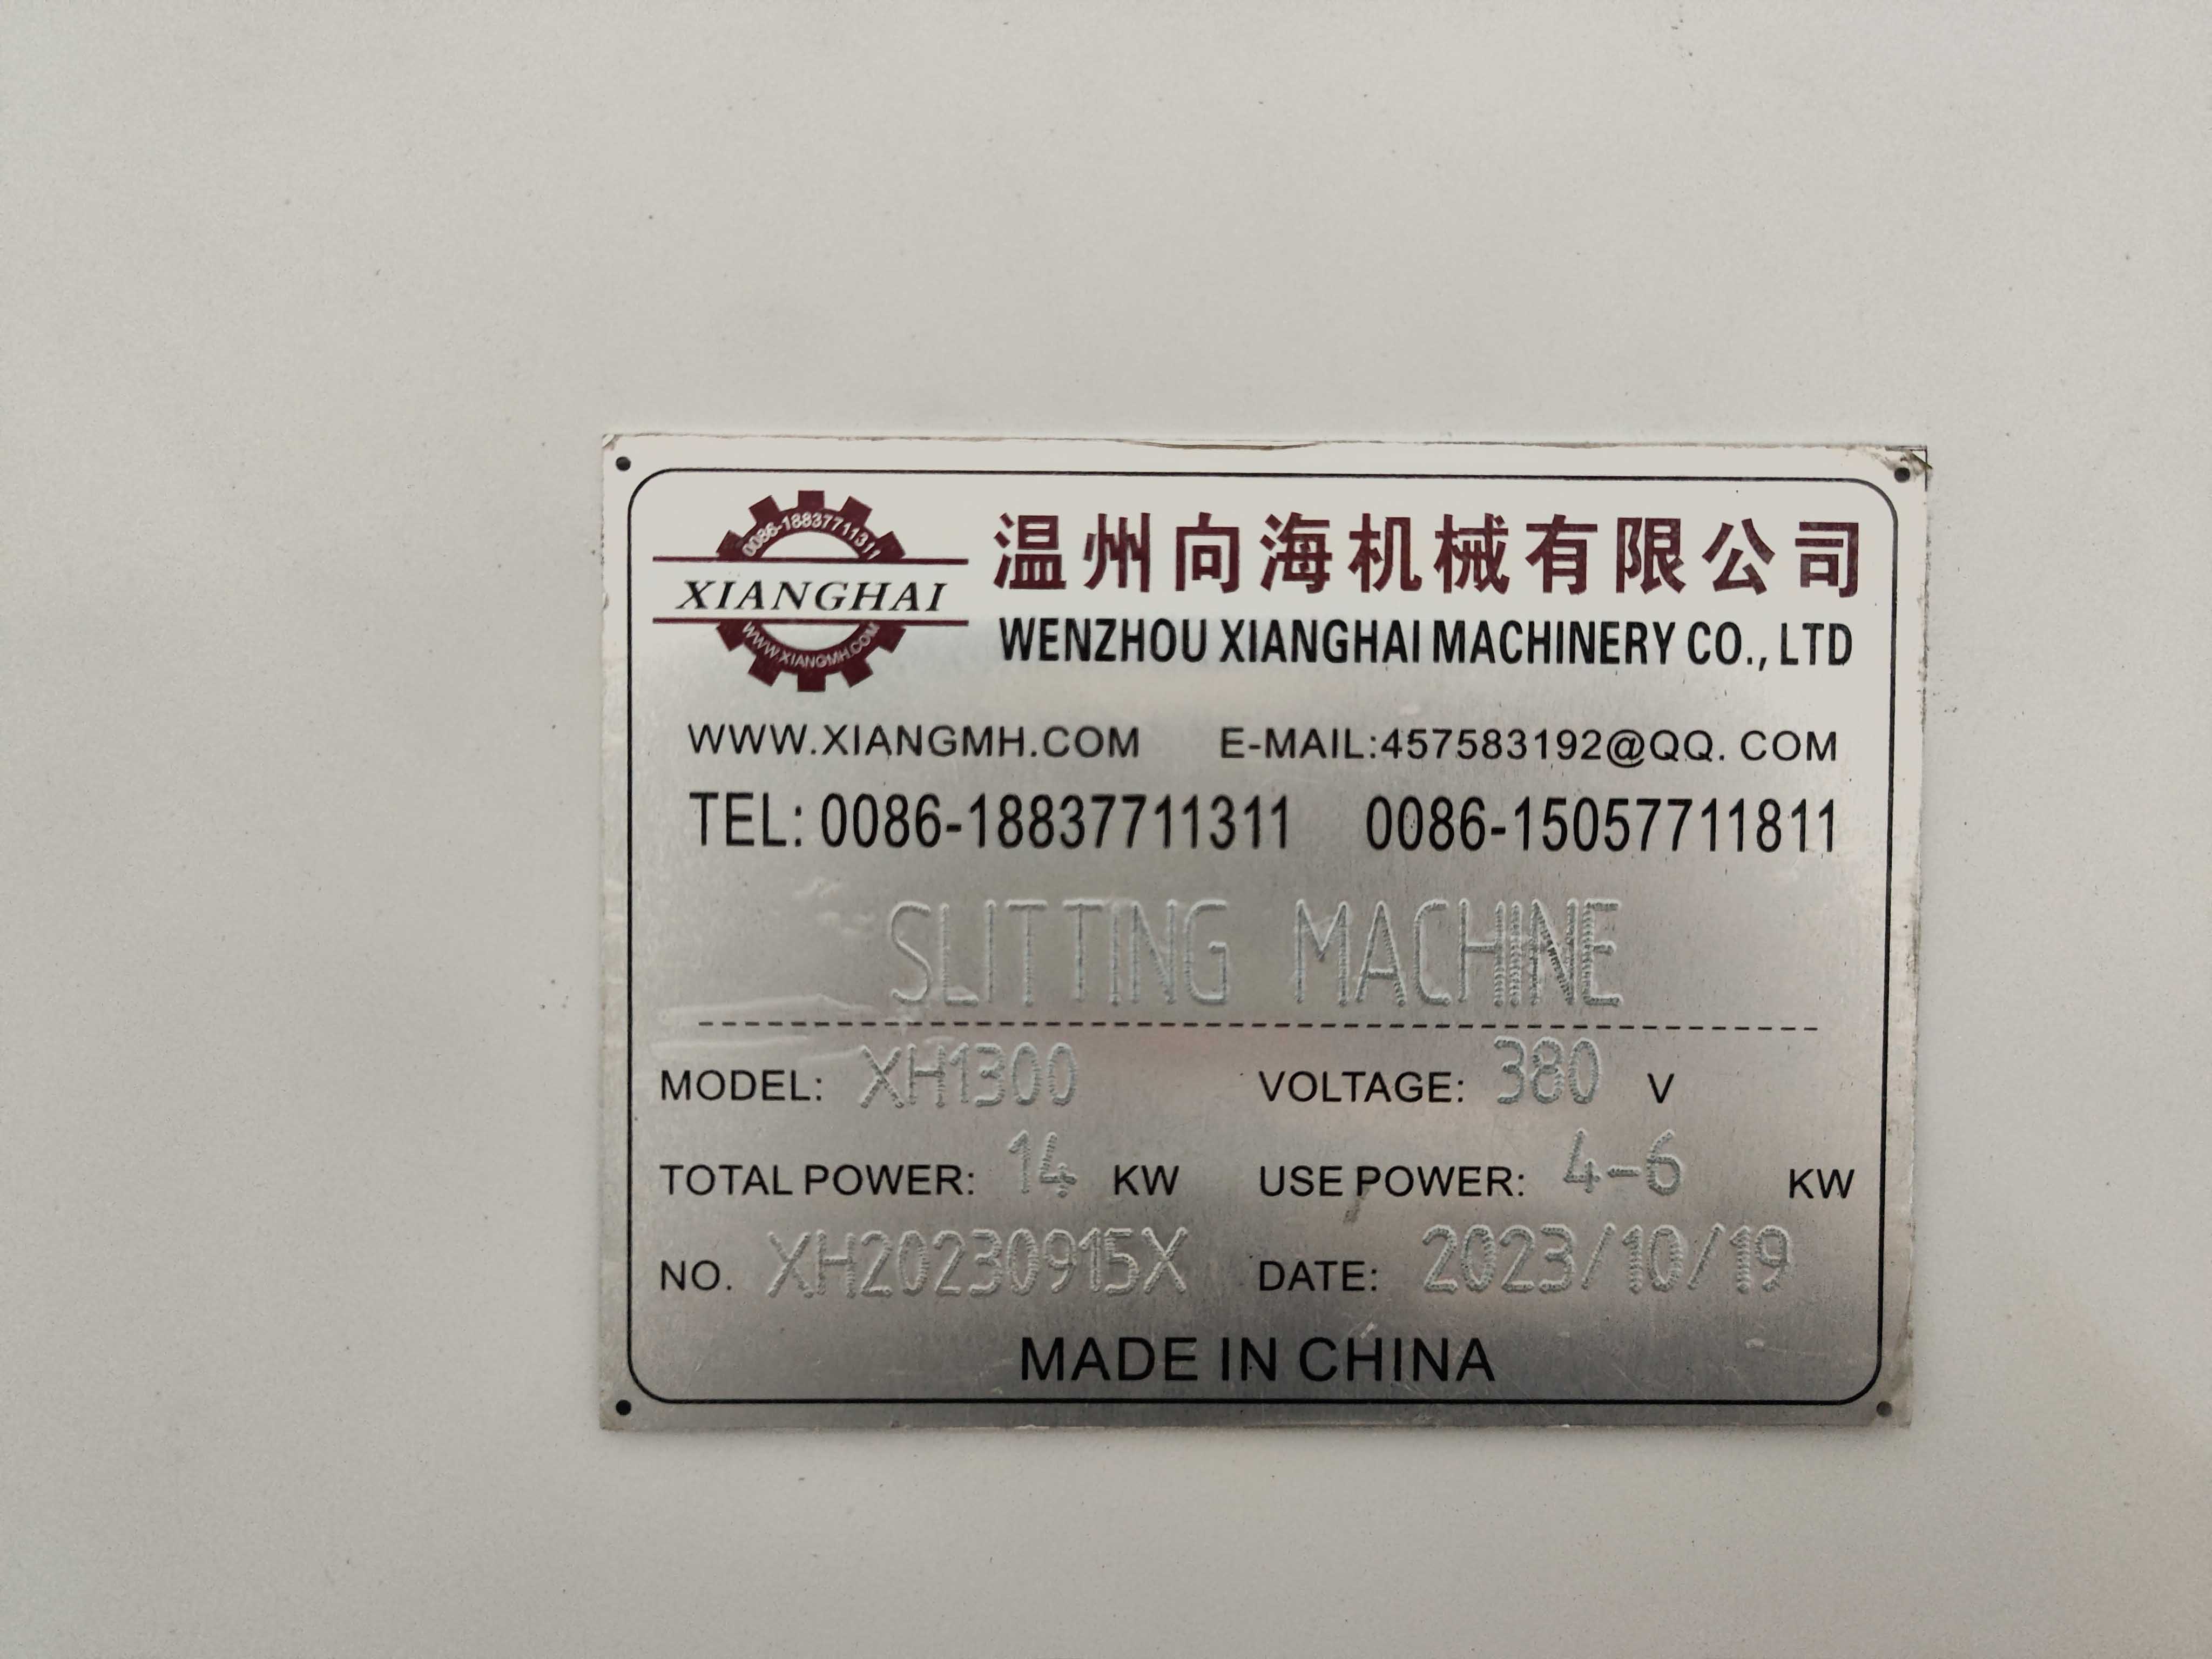 0086-18837711311
XIANGHAI
WWW.XIANGMH.COM
温州向海机械有限公司
WENZHOU XIANGHAI MACHINERY CO., LTD
WWW.XIANGMH.COM E-MAIL:457583192@QQ. COM
TEL: 0086-18837711311 0086-15057711811
SLITTING MACHINE
MODEL: XH1300 VOLTAGE: 380 V
TOTAL POWER: 14 KW USE POWER: 4-6 KW
NO. XH20230915X DATE: 2023/10/19
MADE IN CHINA